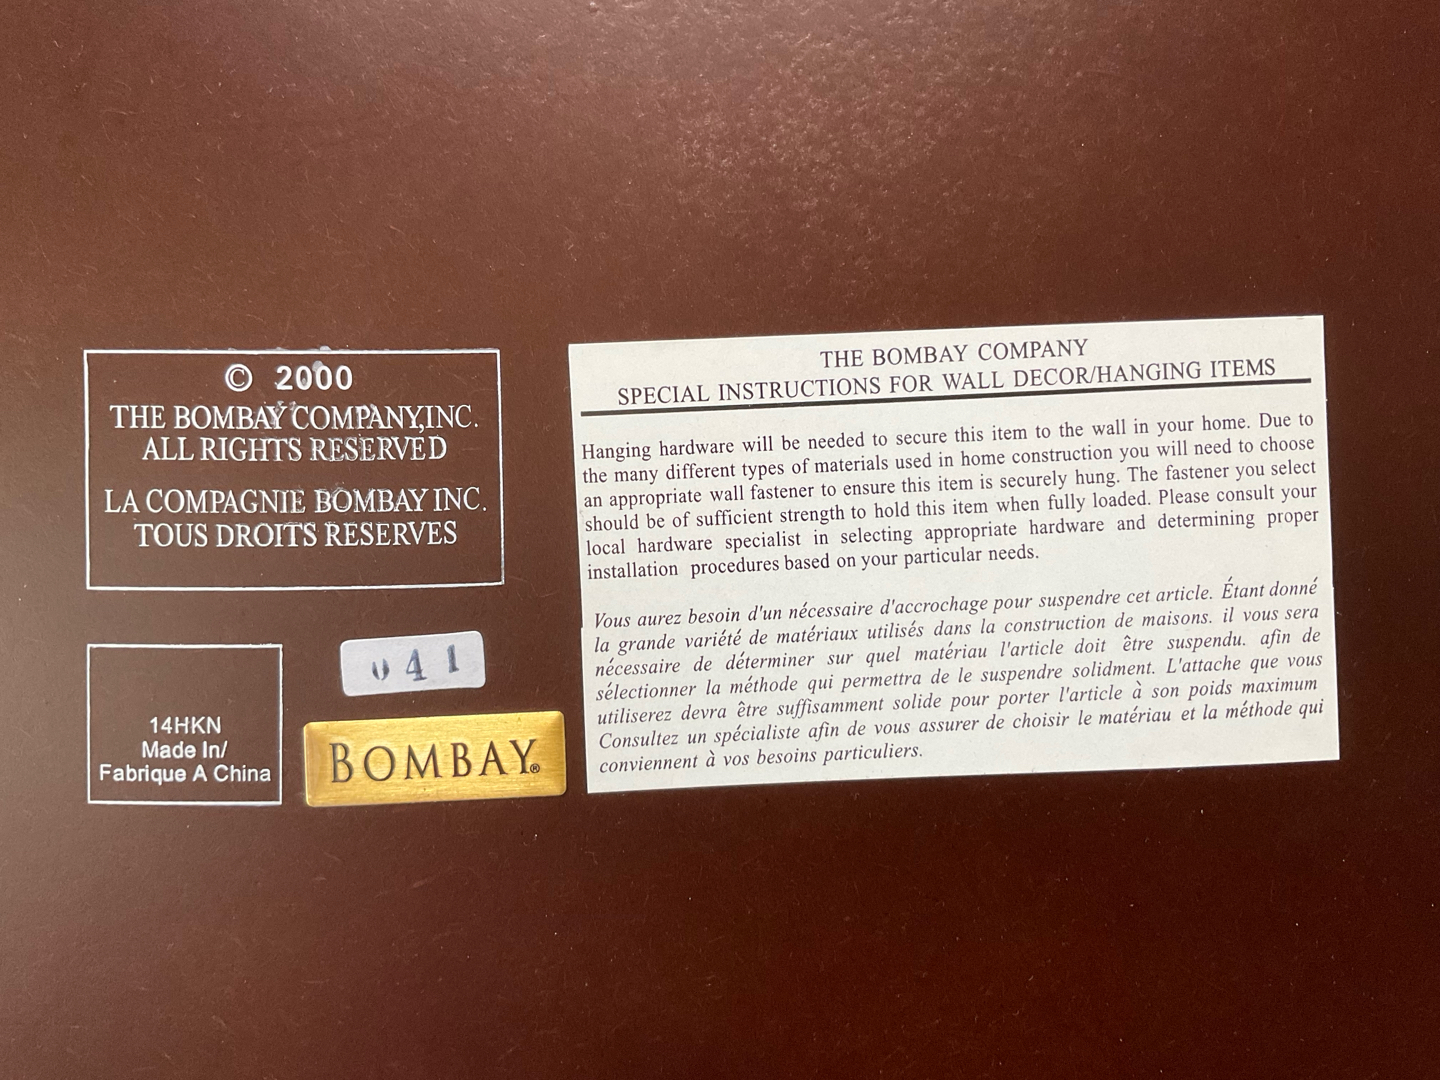 © 2000
THE BOMBAY COMPANY,INC.
ALL RIGHTS RESERVED
LA COMPAGNIE BOMBAY INC.
TOUS DROITS RESERVES
14HKN
Made In/
Fabrique A China
041
BOMBAY®
THE BOMBAY COMPANY
SPECIAL INSTRUCTIONS FOR WALL DECOR/HANGING ITEMS
Hanging hardware will be needed to secure this item to the wall in your home. Due to
the many different types of materials used in home construction you will need to choose
an appropriate wall fastener to ensure this item is securely hung. The fastener you select
should be of sufficient strength to hold this item when fully loaded. Please consult your
local hardware specialist in selecting appropriate hardware and determining proper
installation procedures based on your particular needs.
Vous aurez besoin d'un nécessaire d'accrochage pour suspendre cet article. Étant donné
la grande variété de matériaux utilisés dans la construction de maisons. il vous sera
nécessaire de déterminer sur quel matériau l'article doit être suspendu. afin de
sélectionner la méthode qui permettra de le suspendre solidment. L'attache que vous
utiliserez devra être suffisamment solide pour porter l'article à son poids maximum
Consultez un spécialiste afin de vous assurer de choisir le matériau et la méthode qui
conviennent à vos besoins particuliers.